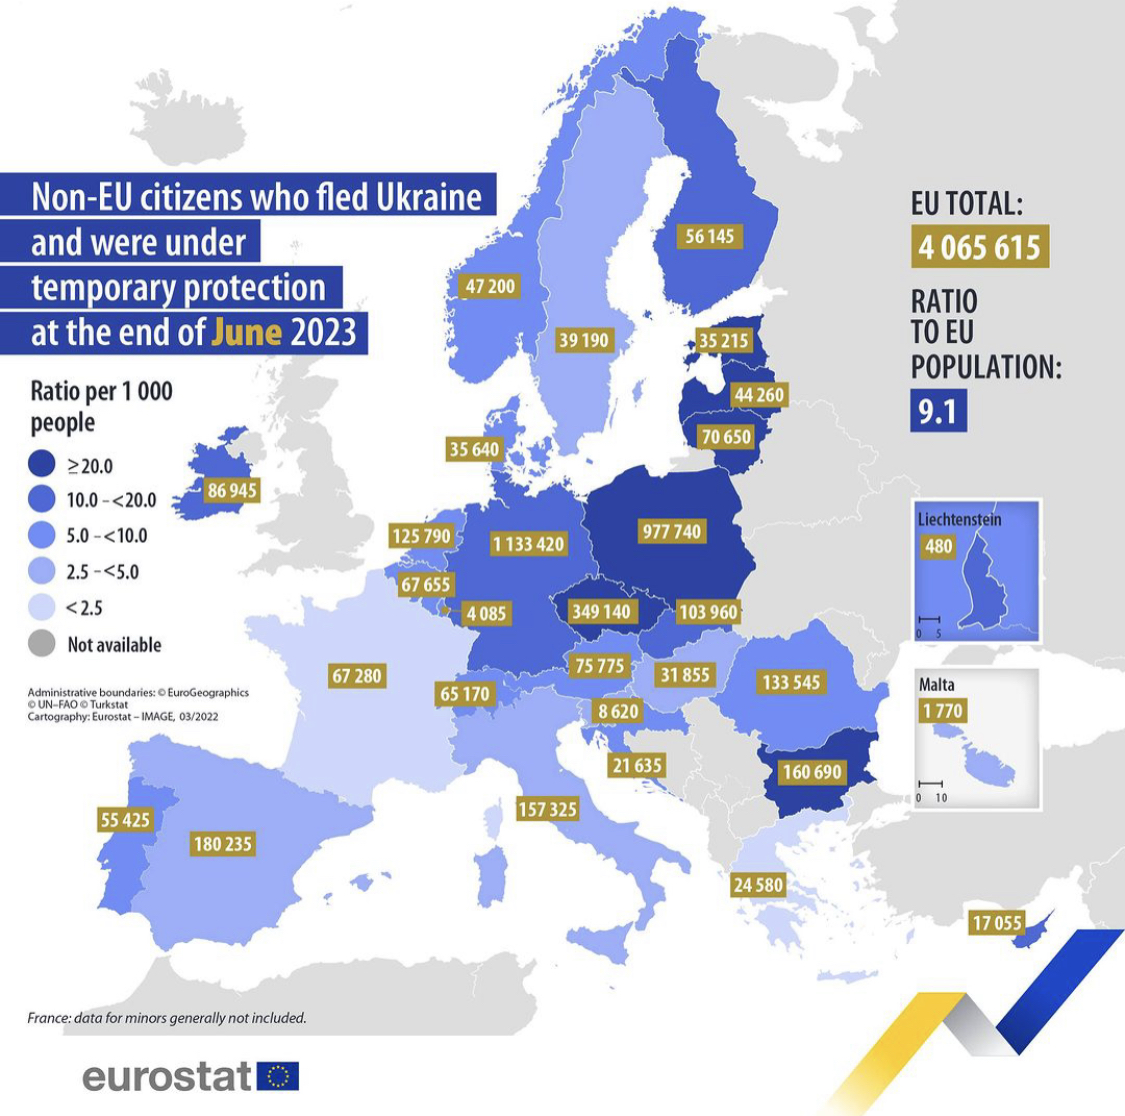 Non-EU citizens who fled Ukraine
and were under
temporary protection
at the end of June 2023
Ratio per 1 000
people
≥20.0
10.0 -<20.0
5.0 -<10.0
2.5 -<5.0
<2.5
Not available
Administrative boundaries: © EuroGeographics
© UN–FAO © Turkstat
Cartography: Eurostat – IMAGE, 03/2022
EU TOTAL:
4 065 615
RATIO
TO EU
POPULATION:
9.1
56 145
47 200
39 190
35 215
44 260
70 650
35 640
86 945
125 790
1 133 420
977 740
67 655
4 085
349 140
103 960
75 775
67 280
31 855
133 545
65 170
8 620
21 635
160 690
157 325
55 425
180 235
24 580
17 055
Liechtenstein
480
0 5
Malta
1 770
0 10
France: data for minors generally not included.
eurostat